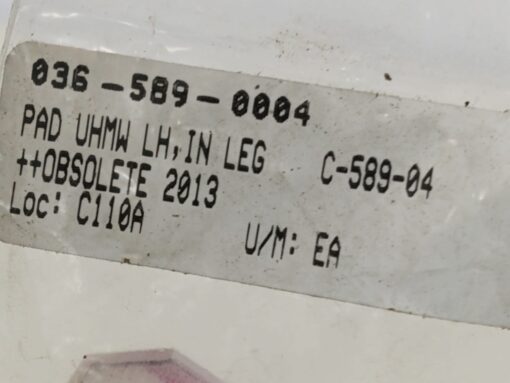 036-589-0004
PAD UHMW LH,IN LEG C-589-04
++OBSOLETE 2013
Loc: C110A U/M: EA